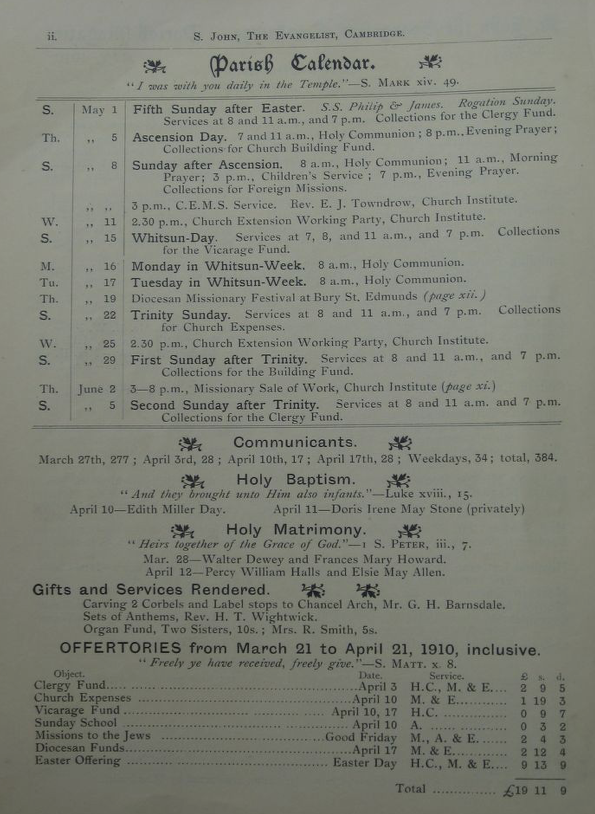 ii. S. John, The Evangelist, Cambridge.
Parish Calendar.
"I was with you daily in the Temple."—S. Mark xiv. 49.
S. May 1 Fifth Sunday after Easter. S.S. Philip & James. Rogation Sunday.
Services at 8 and 11 a.m., and 7 p.m. Collections for the Clergy Fund.
Th. ,, 5 Ascension Day. 7 and 11 a.m., Holy Communion; 8 p.m., Evening Prayer;
Collections for Church Building Fund.
S. ,, 8 Sunday after Ascension. 8 a.m., Holy Communion; 11 a.m., Morning
Prayer; 3 p.m., Children's Service; 7 p.m., Evening Prayer.
Collections for Foreign Missions.
,, ,, 3 p.m., C.E.M.S. Service. Rev. E. J. Towndrow, Church Institute.
W. ,, 11 2.30 p.m., Church Extension Working Party, Church Institute.
S. ,, 15 Whitsun-Day. Services at 7, 8, and 11 a.m., and 7 p.m. Collections
for the Vicarage Fund.
M. ,, 16 Monday in Whitsun-Week. 8 a.m., Holy Communion.
Tu. ,, 17 Tuesday in Whitsun-Week. 8 a.m., Holy Communion.
Th. ,, 19 Diocesan Missionary Festival at Bury St. Edmunds (page xii.)
S. ,, 22 Trinity Sunday. Services at 8 and 11 a.m., and 7 p.m. Collections
for Church Expenses.
W. ,, 25 2.30 p.m., Church Extension Working Party, Church Institute.
S. ,, 29 First Sunday after Trinity. Services at 8 and 11 a.m., and 7 p.m.
Collections for the Building Fund.
Th. June 2 3—8 p.m., Missionary Sale of Work, Church Institute (page xi.)
S. ,, 5 Second Sunday after Trinity. Services at 8 and 11 a.m. and 7 p.m.
Collections for the Clergy Fund.
Communicants.
March 27th, 277; April 3rd, 28; April 10th, 17; April 17th, 28; Weekdays, 34; total, 384.
Holy Baptism.
"And they brought unto Him also infants."—Luke xviii., 15.
April 10—Edith Miller Day. April 11—Doris Irene May Stone (privately)
Holy Matrimony.
"Heirs together of the Grace of God."—1 S. Peter, iii., 7.
Mar. 28—Walter Dewey and Frances Mary Howard.
April 12—Percy William Halls and Elsie May Allen.
Gifts and Services Rendered.
Carving 2 Corbels and Label stops to Chancel Arch, Mr. G. H. Barnsdale.
Sets of Anthems, Rev. H. T. Wightwick.
Organ Fund, Two Sisters, 10s.; Mrs. R. Smith, 5s.
OFFERTORIES from March 21 to April 21, 1910, inclusive.
"Freely ye have received, freely give."—S. Matt. x. 8.
Object. Date. Service. £ s. d.
Clergy Fund..... April 3 H.C., M. & E.... 2 9 5
Church Expenses ..... April 10 M. & E. ..... 1 19 3
Vicarage Fund ..... April 10, 17 H.C. ..... 0 9 7
Sunday School ..... April 10 A. ..... 0 3 2
Missions to the Jews ..... Good Friday M., A. & E. ..... 2 4 3
Diocesan Funds..... April 17 M. & E..... 2 12 4
Easter Offering ..... Easter Day H.C., M. & E.... 9 13 9
Total ..... £19 11 9